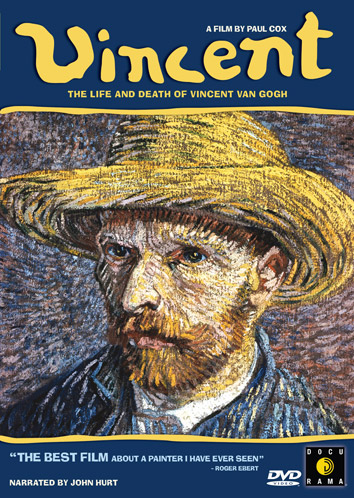 A FILM BY PAUL COX
Vincent
THE LIFE AND DEATH OF VINCENT VAN GOGH
“THE BEST FILM ABOUT A PAINTER I HAVE EVER SEEN”
- ROGER EBERT
NARRATED BY JOHN HURT
DVD
VIDEO
DOCU
RAMA